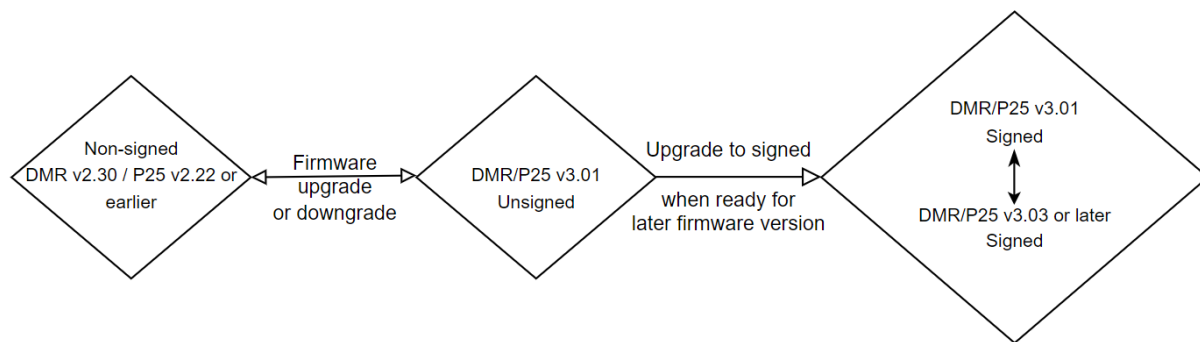 Non-signed
DMR v2.30 / P25 v2.22 or
earlier
Firmware
upgrade
or downgrade
DMR/P25 v3.01
Unsigned
Upgrade to signed
when ready for
later firmware version
DMR/P25 v3.01
Signed
DMR/P25 v3.03 or later
Signed